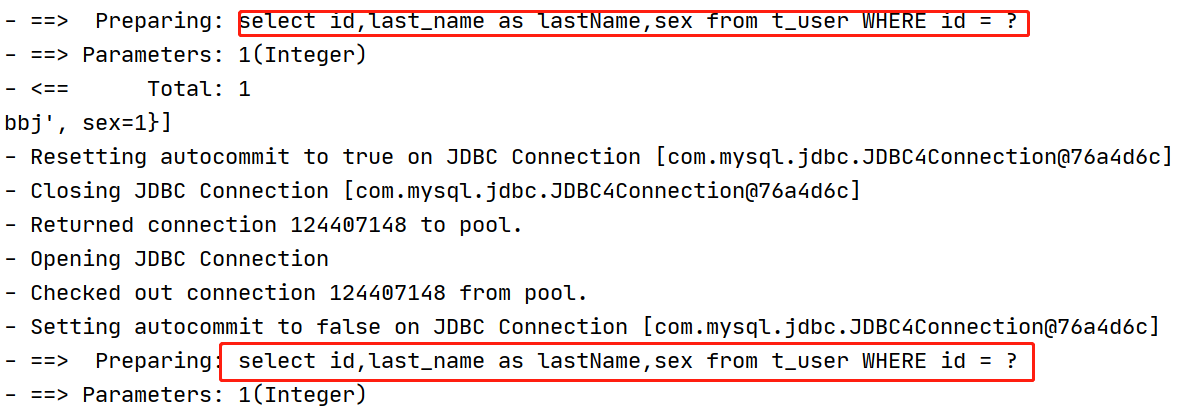 - ==>  Preparing: select id,last_name as lastName,sex from t_user WHERE id = ?
- ==> Parameters: 1(Integer)
- <==      Total: 1
bbj', sex=1}]
- Resetting autocommit to true on JDBC Connection [com.mysql.jdbc.JDBC4Connection@76a4d6c]
- Closing JDBC Connection [com.mysql.jdbc.JDBC4Connection@76a4d6c]
- Returned connection 124407148 to pool.
- Opening JDBC Connection
- Checked out connection 124407148 from pool.
- Setting autocommit to false on JDBC Connection [com.mysql.jdbc.JDBC4Connection@76a4d6c]
- ==>  Preparing: select id,last_name as lastName,sex from t_user WHERE id = ?
- ==> Parameters: 1(Integer)